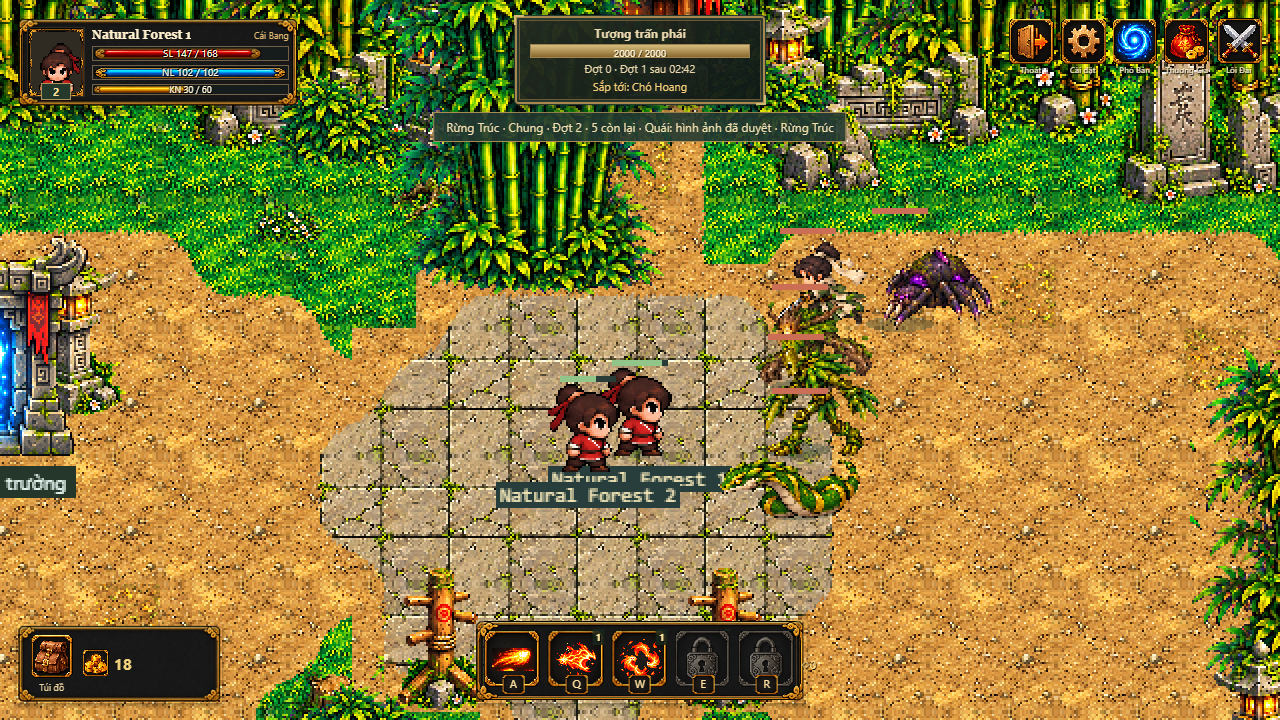 Natural Forest 1
Cái Bang
SL 147 / 168
NL 102 / 102
KN 30 / 60
2
Tượng trấn phái
2000 / 2000
Đợt 0 · Đợt 1 sau 02:42
Sắp tới: Chó Hoang
Rừng Trúc · Chung · Đợt 2 · 5 còn lại · Quái: hình ảnh đã duyệt · Rừng Trúc
Thoát
Cài đặt
Phó bản
Lôi Đài
trường
Natural Forest 1
Natural Forest 2
Túi đồ
18
1
1
A
Q
W
E
R